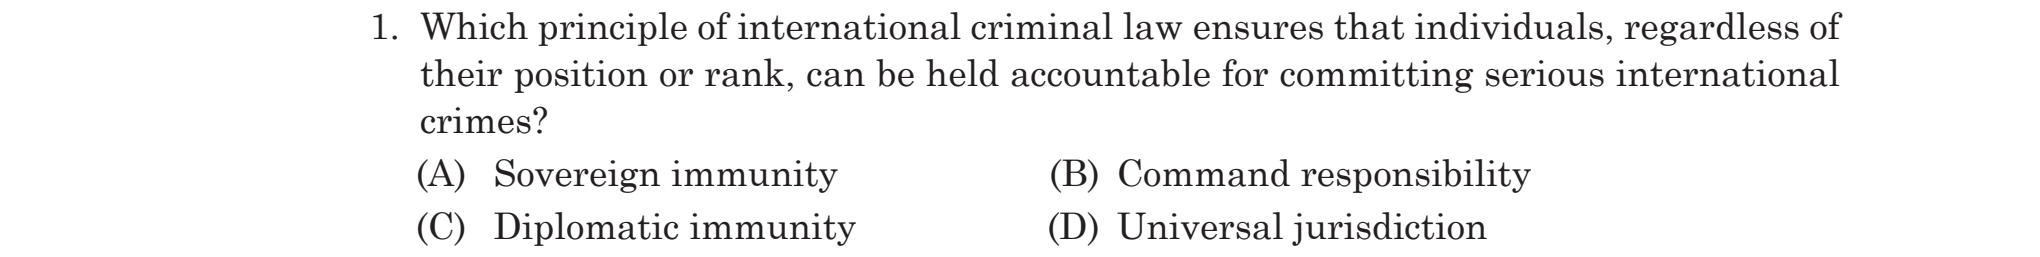 1. Which principle of international criminal law ensures that individuals, regardless of
their position or rank, can be held accountable for committing serious international
crimes?
(A) Sovereign immunity (B) Command responsibility
(C) Diplomatic immunity (D) Universal jurisdiction